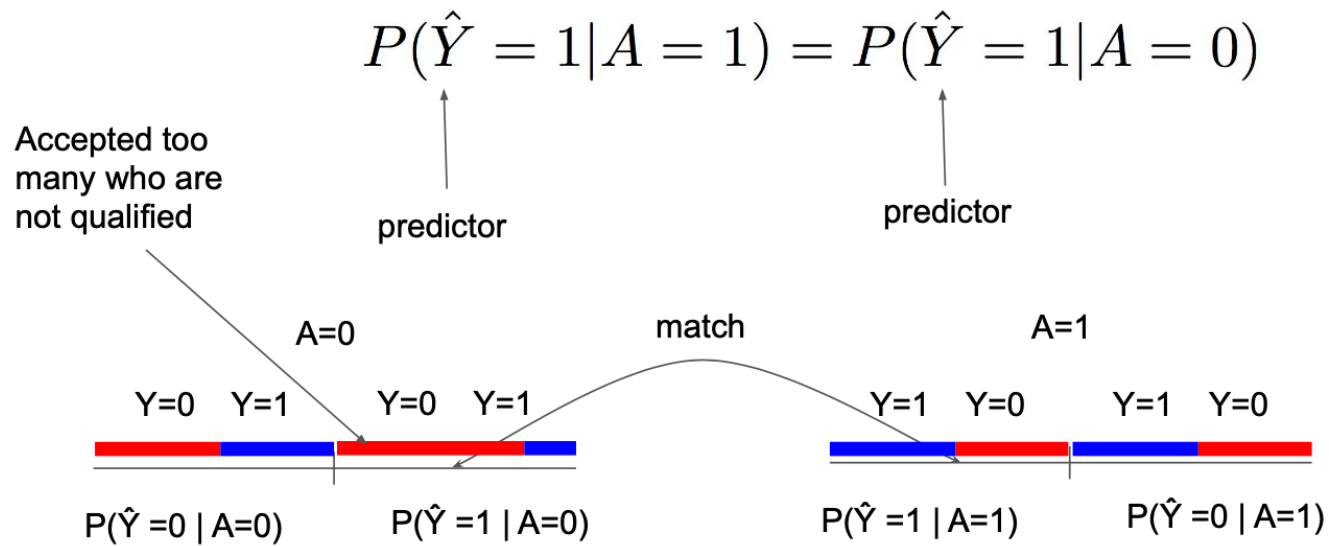 P(Ŷ = 1|A = 1) = P(Ŷ = 1|A = 0)
Accepted too
many who are
not qualified
predictor
predictor
A=0
match
A=1
Y=0 Y=1 Y=0 Y=1
Y=1 Y=0 Y=1 Y=0
P(Ŷ =0 | A=0)
P(Ŷ =1 | A=0)
P(Ŷ =1 | A=1)
P(Ŷ =0 | A=1)